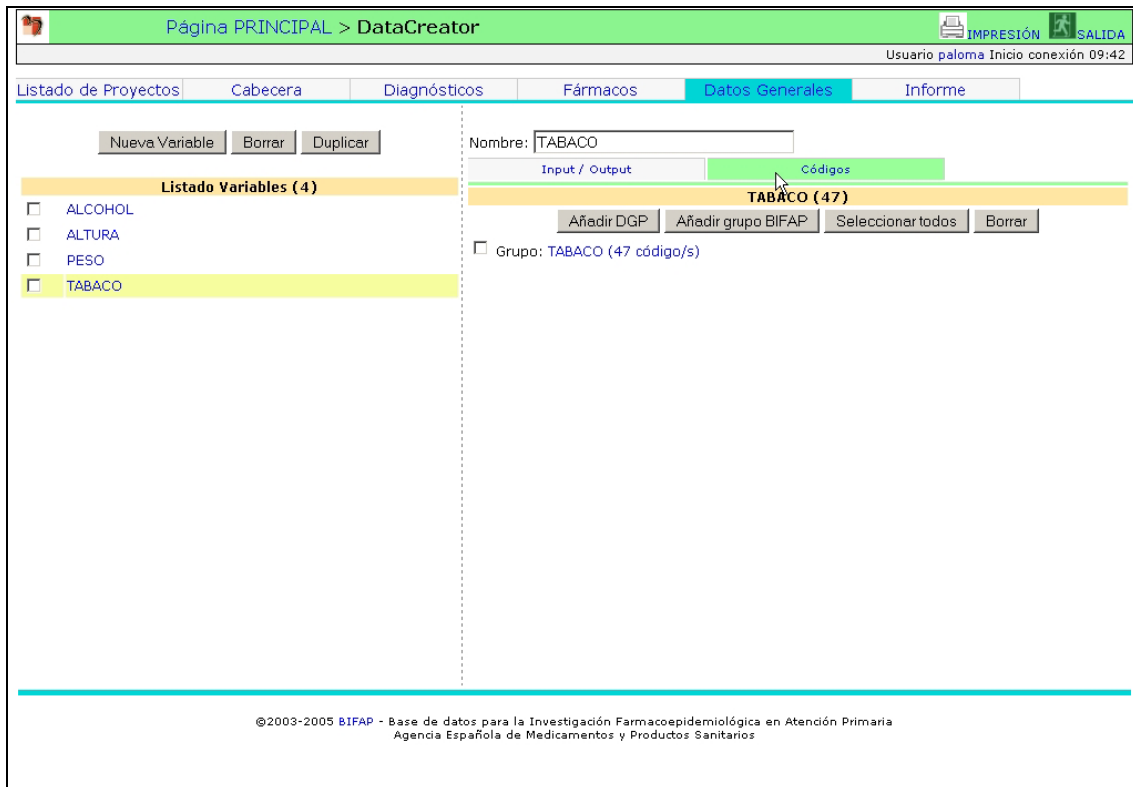 Página PRINCIPAL > DataCreator
IMPRESIÓN SALIDA
Usuario paloma Inicio conexión 09:42
Listado de Proyectos Cabecera Diagnósticos Fármacos Datos Generales Informe
Nueva Variable Borrar Duplicar
Listado Variables (4)
ALCOHOL
ALTURA
PESO
TABACO
Nombre: TABACO
Input / Output Códigos
TABACO (47)
Añadir DGP Añadir grupo BIFAP Seleccionar todos Borrar
Grupo: TABACO (47 código/s)
©2003-2005 BIFAP - Base de datos para la Investigación Farmacoepidemiológica en Atención Primaria
Agencia Española de Medicamentos y Productos Sanitarios